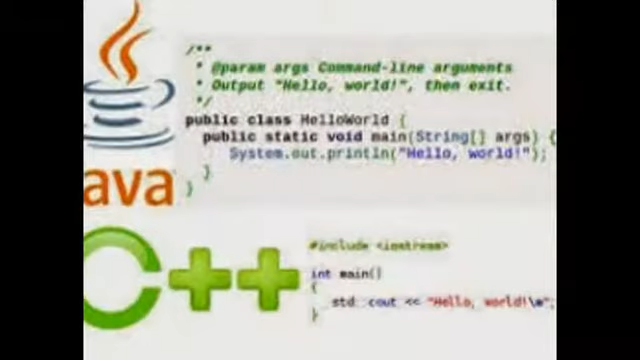 /**
* @param args Command-line arguments
* Output "Hello, world!", then exit.
*/
public class HelloWorld {
public static void main(String[] args) {
System.out.println("Hello, world!");
}
}
ava
C++
#include <iostream>
int main()
{
std cout << "Hello, world!\n";
}